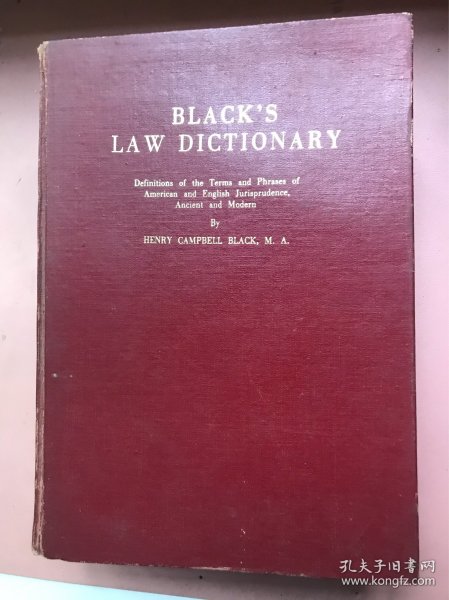 BLACK'S
LAW DICTIONARY
Definitions of the Terms and Phrases of
American and English Jurisprudence,
Ancient and Modern
By
HENRY CAMPBELL BLACK, M. A.
孔夫子旧书网
www.kongfz.com